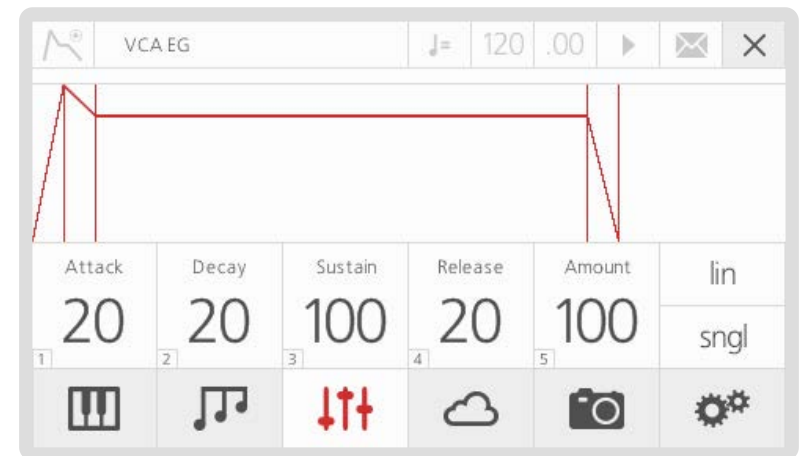 VCA EG ♩= 120 .00
Attack Decay Sustain Release Amount lin
20 20 100 20 100 sngl
1 2 3 4 5